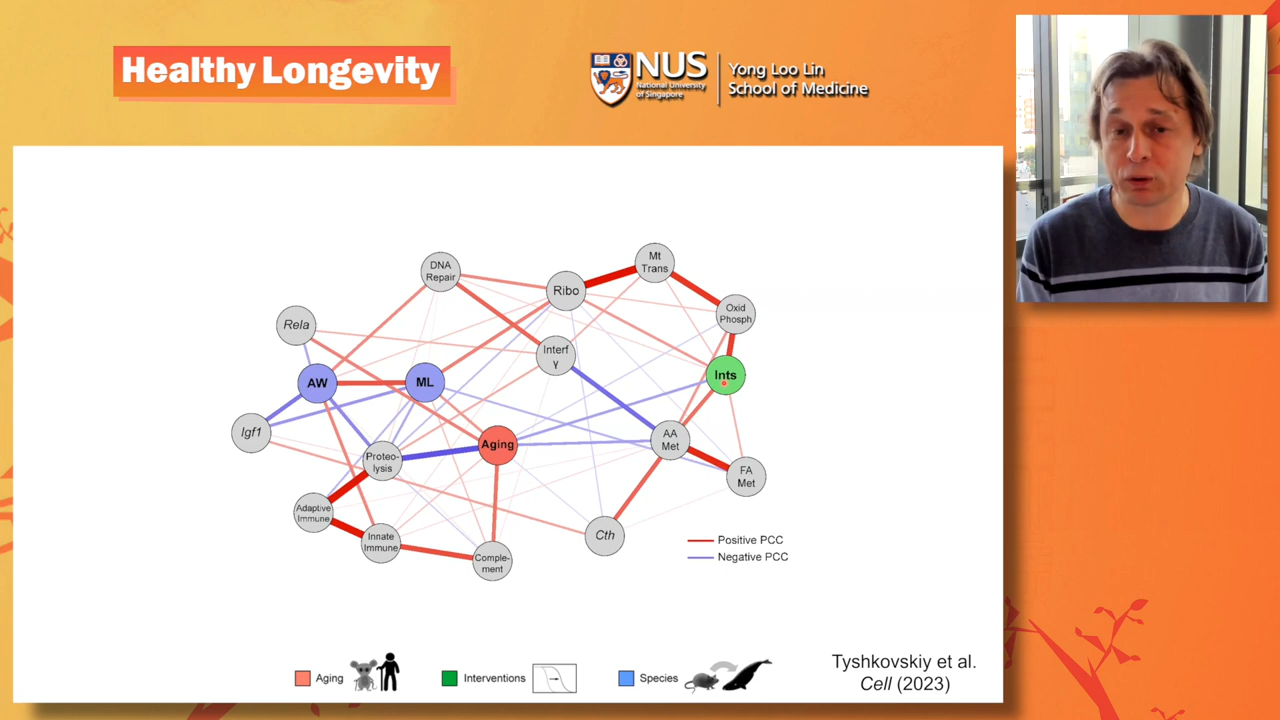 Healthy Longevity
NUS
National University
of Singapore
Yong Loo Lin
School of Medicine
DNA
Repair
Mt
Trans
Ribo
Oxid
Phosph
Rela
Interf
γ
AW
ML
Ints
Igf1
Aging
AA
Met
Proteo-
lysis
FA
Met
Adaptive
Immune
Innate
Immune
Comple-
ment
Cth
Positive PCC
Negative PCC
Aging
Interventions
Species
Tyshkovskiy et al.
Cell (2023)